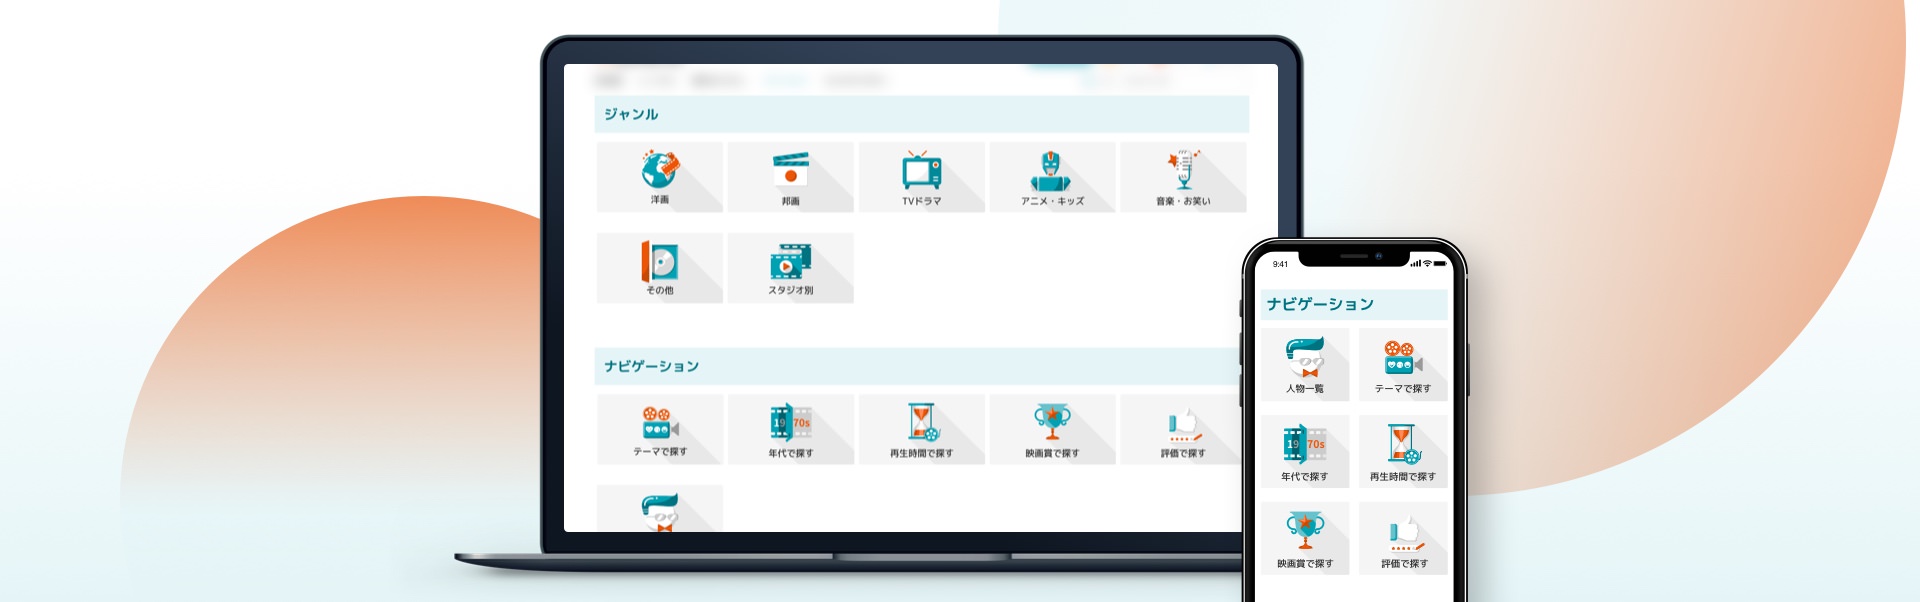 ジャンル
洋画
邦画
TVドラマ
アニメ・キッズ
音楽・お笑い
その他
スタジオ別
ナビゲーション
テーマで探す
19 70s
年代で探す
再生時間で探す
映画賞で探す
評価で探す
9:41
ナビゲーション
人物一覧
テーマで探す
19 70s
年代で探す
再生時間で探す
映画賞で探す
評価で探す